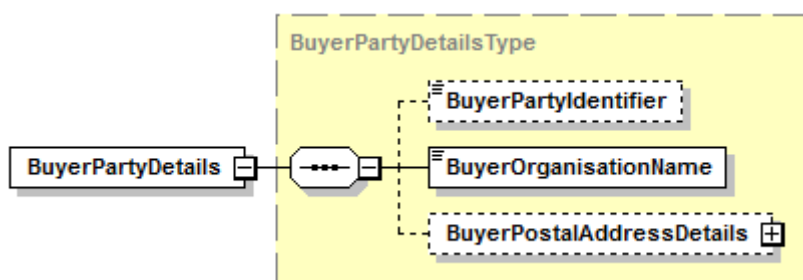 BuyerPartyDetailsType
BuyerPartyIdentifier
BuyerPartyDetails
BuyerOrganisationName
BuyerPostalAddressDetails